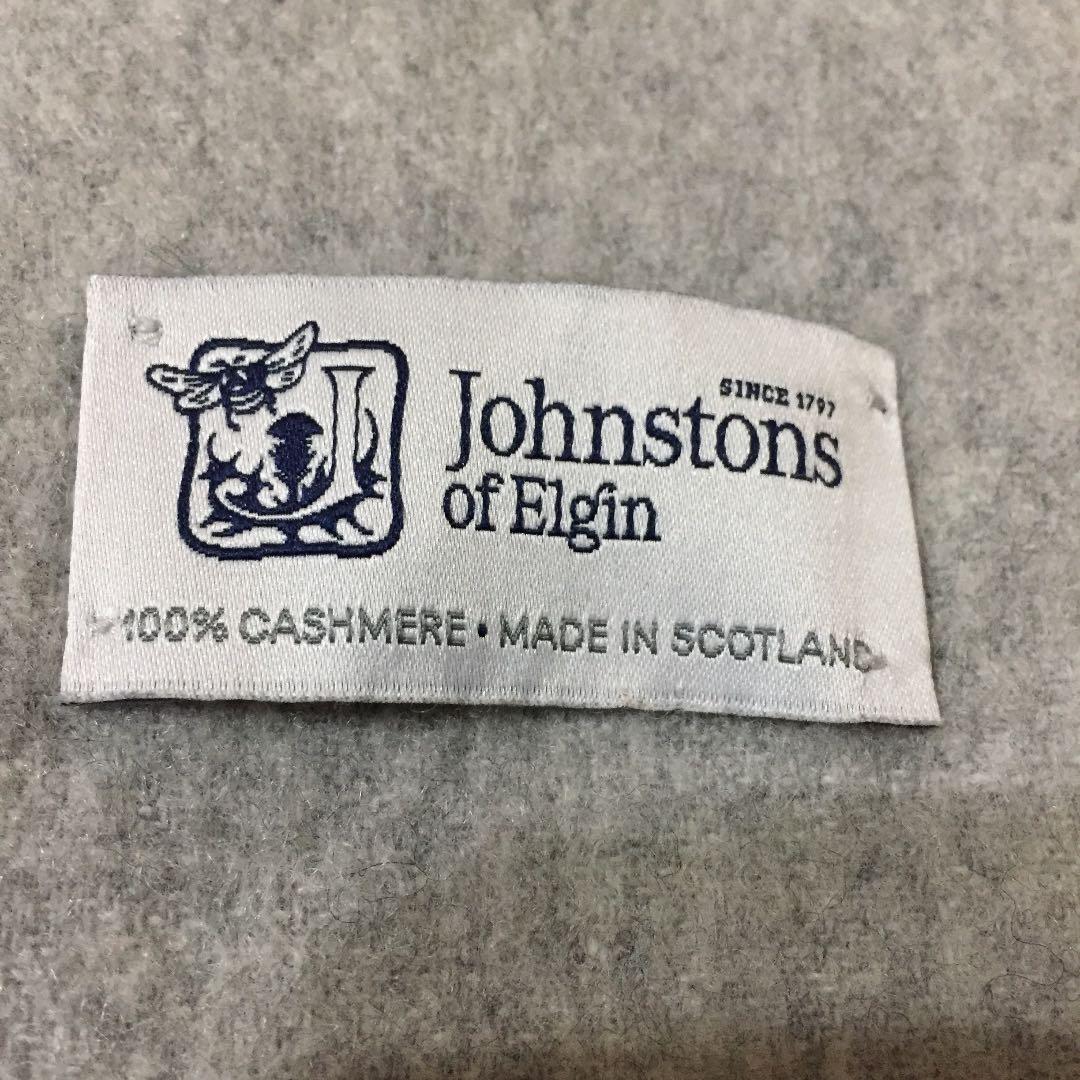 SINCE 1797
Johnstons
of Elgin
100% CASHMERE • MADE IN SCOTLAND